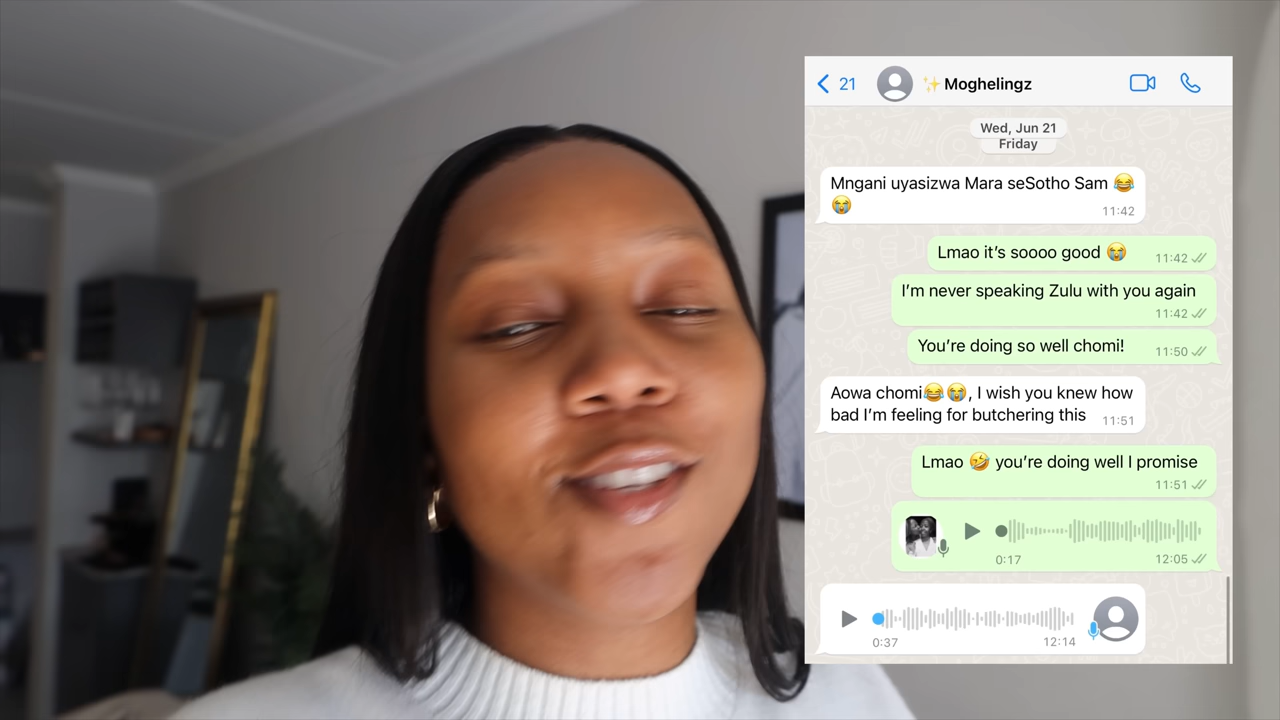 21 ✨ Moghelingz
Wed, Jun 21
Friday
Mngani uyasizwa Mara seSotho Sam 😂
😭
11:42
Lmao it’s soooo good 😭 11:42
I’m never speaking Zulu with you again
11:42
You’re doing so well chomi! 11:50
Aowa chomi😂😭, I wish you knew how
bad I’m feeling for butchering this 11:51
Lmao 🤣 you’re doing well I promise
11:51
0:17 12:05
0:37 12:14